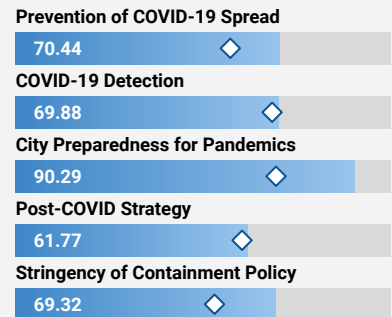 Prevention of COVID-19 Spread
70.44
COVID-19 Detection
69.88
City Preparedness for Pandemics
90.29
Post-COVID Strategy
61.77
Stringency of Containment Policy
69.32